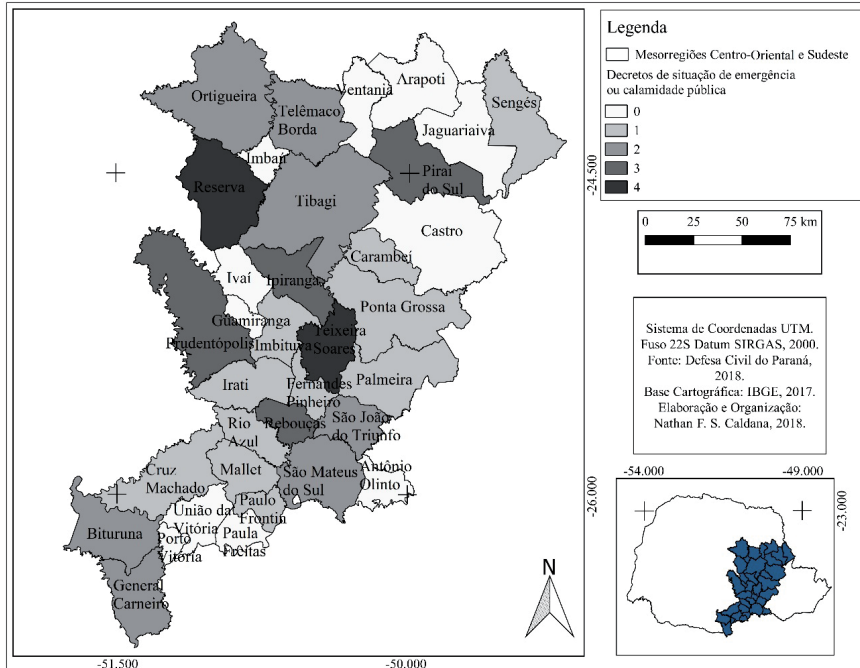 Ortigueira
Telêmaco
Borda
Ventania
Arapoti
Sengés
Jaguariaiva
Imbaú
Reserva
Piraí
do Sul
Tibagi
Castro
Carambeí
Ivaí
Ipiranga
Ponta Grossa
Guamiranga
Teixeira
Soares
Prudentópolis
Imbituva
Irati
Fernandes
Pinheiro
Palmeira
Rio
Azul
Rebouças
São João
do Triunfo
Cruz
Machado
Mallet
São Mateus
do Sul
Antônio
Olinto
Paulo
Frontin
União da
Vitória
Bituruna
Porto
Vitória
Paula
Freitas
General
Carneiro
N
-51.500
-50.000
-24.500
-26.000
Legenda
Mesorregiões Centro-Oriental e Sudeste
Decretos de situação de emergência
ou calamidade pública
0
1
2
3
4
0 25 50 75 km
Sistema de Coordenadas UTM.
Fuso 22S Datum SIRGAS, 2000.
Fonte: Defesa Civil do Paraná,
2018.
Base Cartográfica: IBGE, 2017.
Elaboração e Organização:
Nathan F. S. Caldana, 2018.
-54.000
-49.000
-23.000